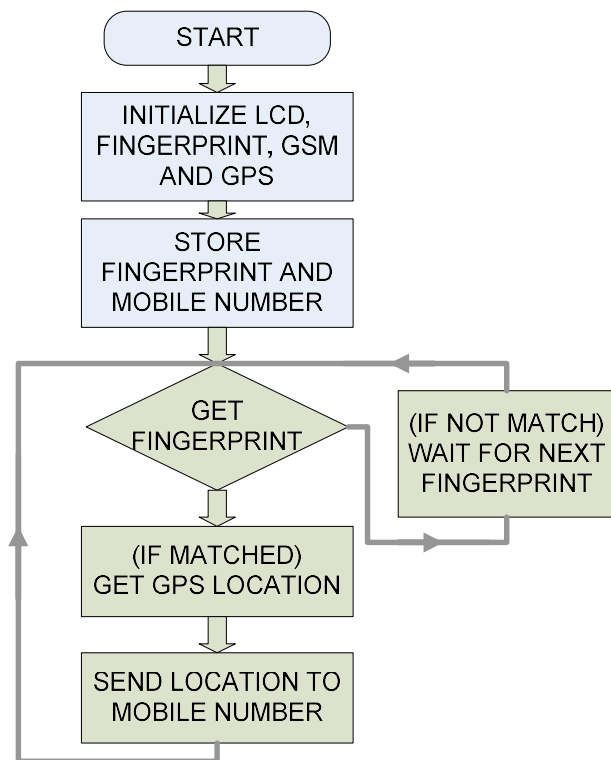 START
INITIALIZE LCD,
FINGERPRINT, GSM
AND GPS
STORE
FINGERPRINT AND
MOBILE NUMBER
GET
FINGERPRINT
(IF NOT MATCH)
WAIT FOR NEXT
FINGERPRINT
(IF MATCHED)
GET GPS LOCATION
SEND LOCATION TO
MOBILE NUMBER